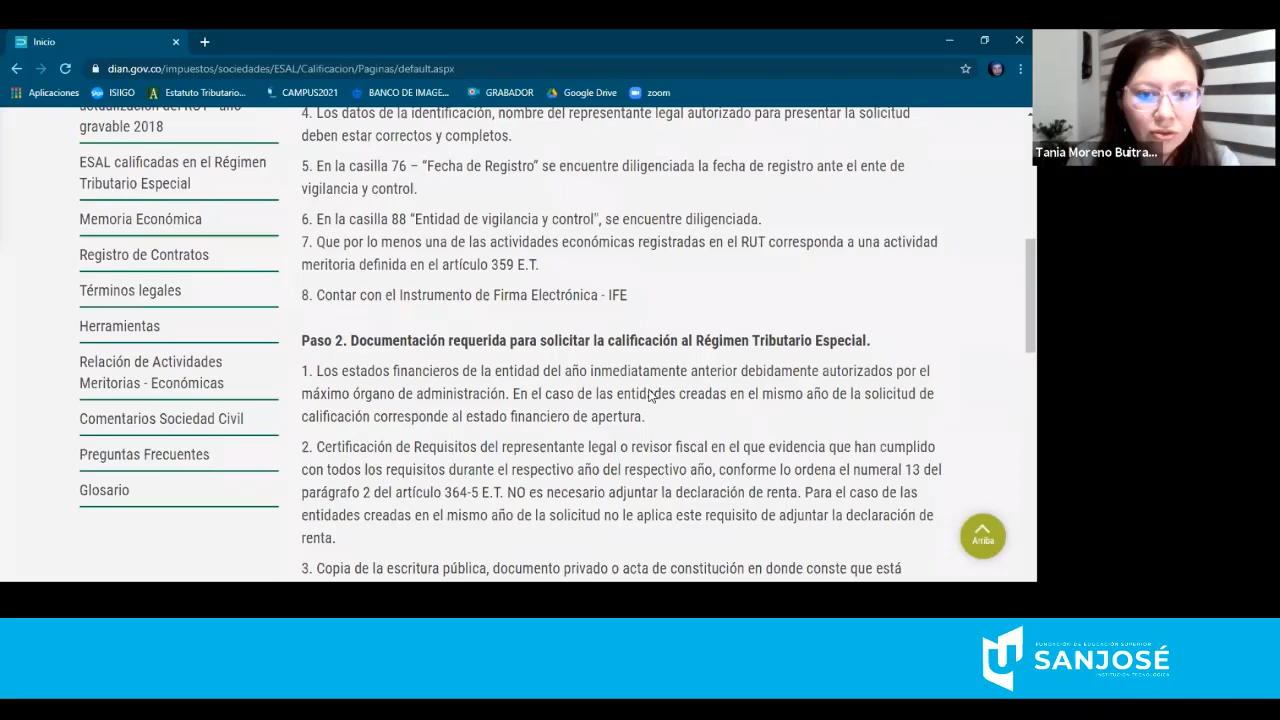 Inicio
dian.gov.co/impuestos/sociedades/ESAL/Calificacion/Paginas/default.aspx
Aplicaciones
ISIIGO
Estatuto Tributario...
CAMPUS2021
BANCO DE IMAGE...
GRABADOR
Google Drive
zoom
Tania Moreno Buitra...
actualización del RUT - año
gravable 2018
ESAL calificadas en el Régimen
Tributario Especial
Memoria Económica
Registro de Contratos
Términos legales
Herramientas
Relación de Actividades
Meritorias - Económicas
Comentarios Sociedad Civil
Preguntas Frecuentes
Glosario
4. Los datos de la identificación, nombre del representante legal autorizado para presentar la solicitud
deben estar correctos y completos.
5. En la casilla 76 – “Fecha de Registro” se encuentre diligenciada la fecha de registro ante el ente de
vigilancia y control.
6. En la casilla 88 “Entidad de vigilancia y control”, se encuentre diligenciada.
7. Que por lo menos una de las actividades económicas registradas en el RUT corresponda a una actividad
meritoria definida en el artículo 359 E.T.
8. Contar con el Instrumento de Firma Electrónica - IFE
Paso 2. Documentación requerida para solicitar la calificación al Régimen Tributario Especial.
1. Los estados financieros de la entidad del año inmediatamente anterior debidamente autorizados por el
máximo órgano de administración. En el caso de las entidades creadas en el mismo año de la solicitud de
calificación corresponde al estado financiero de apertura.
2. Certificación de Requisitos del representante legal o revisor fiscal en el que evidencia que han cumplido
con todos los requisitos durante el respectivo año del respectivo año, conforme lo ordena el numeral 13 del
parágrafo 2 del artículo 364-5 E.T. NO es necesario adjuntar la declaración de renta. Para el caso de las
entidades creadas en el mismo año de la solicitud no le aplica este requisito de adjuntar la declaración de
renta.
3. Copia de la escritura pública, documento privado o acta de constitución en donde conste que está
Arriba
FUNDACIÓN DE EDUCACIÓN SUPERIOR
SANJOSÉ
INSTITUCIÓN TECNOLÓGICA